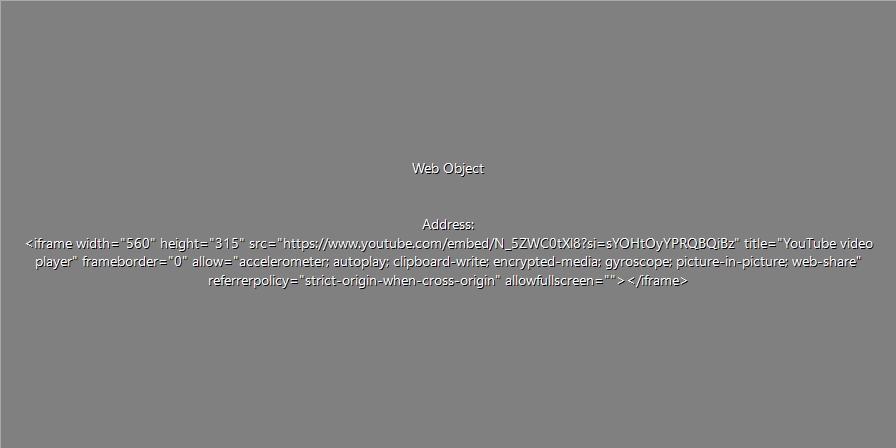 Web Object
Address:
<iframe width="560" height="315" src="https://www.youtube.com/embed/N_5ZWC0tXl8?si=sYOHtOyYPRQBQiBz" title="YouTube video
player" frameborder="0" allow="accelerometer; autoplay; clipboard-write; encrypted-media; gyroscope; picture-in-picture; web-share"
referrerpolicy="strict-origin-when-cross-origin" allowfullscreen=""></iframe>